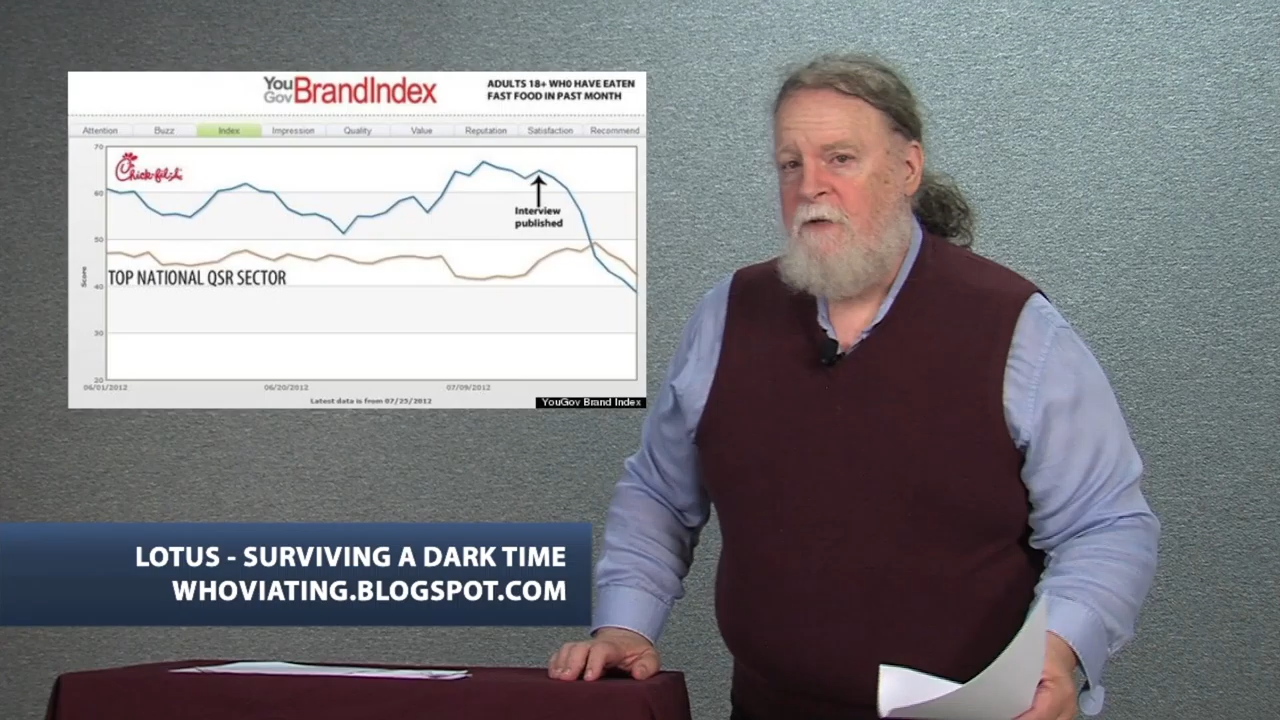 You
Gov BrandIndex
ADULTS 18+ WHO HAVE EATEN
FAST FOOD IN PAST MONTH
Attention Buzz Index Impression Quality Value Reputation Satisfaction Recommend
70
Chick-fil-A
60
Interview
published
50
TOP NATIONAL QSR SECTOR
Score
40
30
20
06/01/2012 06/20/2012 07/09/2012
Latest data is from 07/25/2012
YouGov Brand Index
LOTUS - SURVIVING A DARK TIME
WHOVIATING.BLOGSPOT.COM